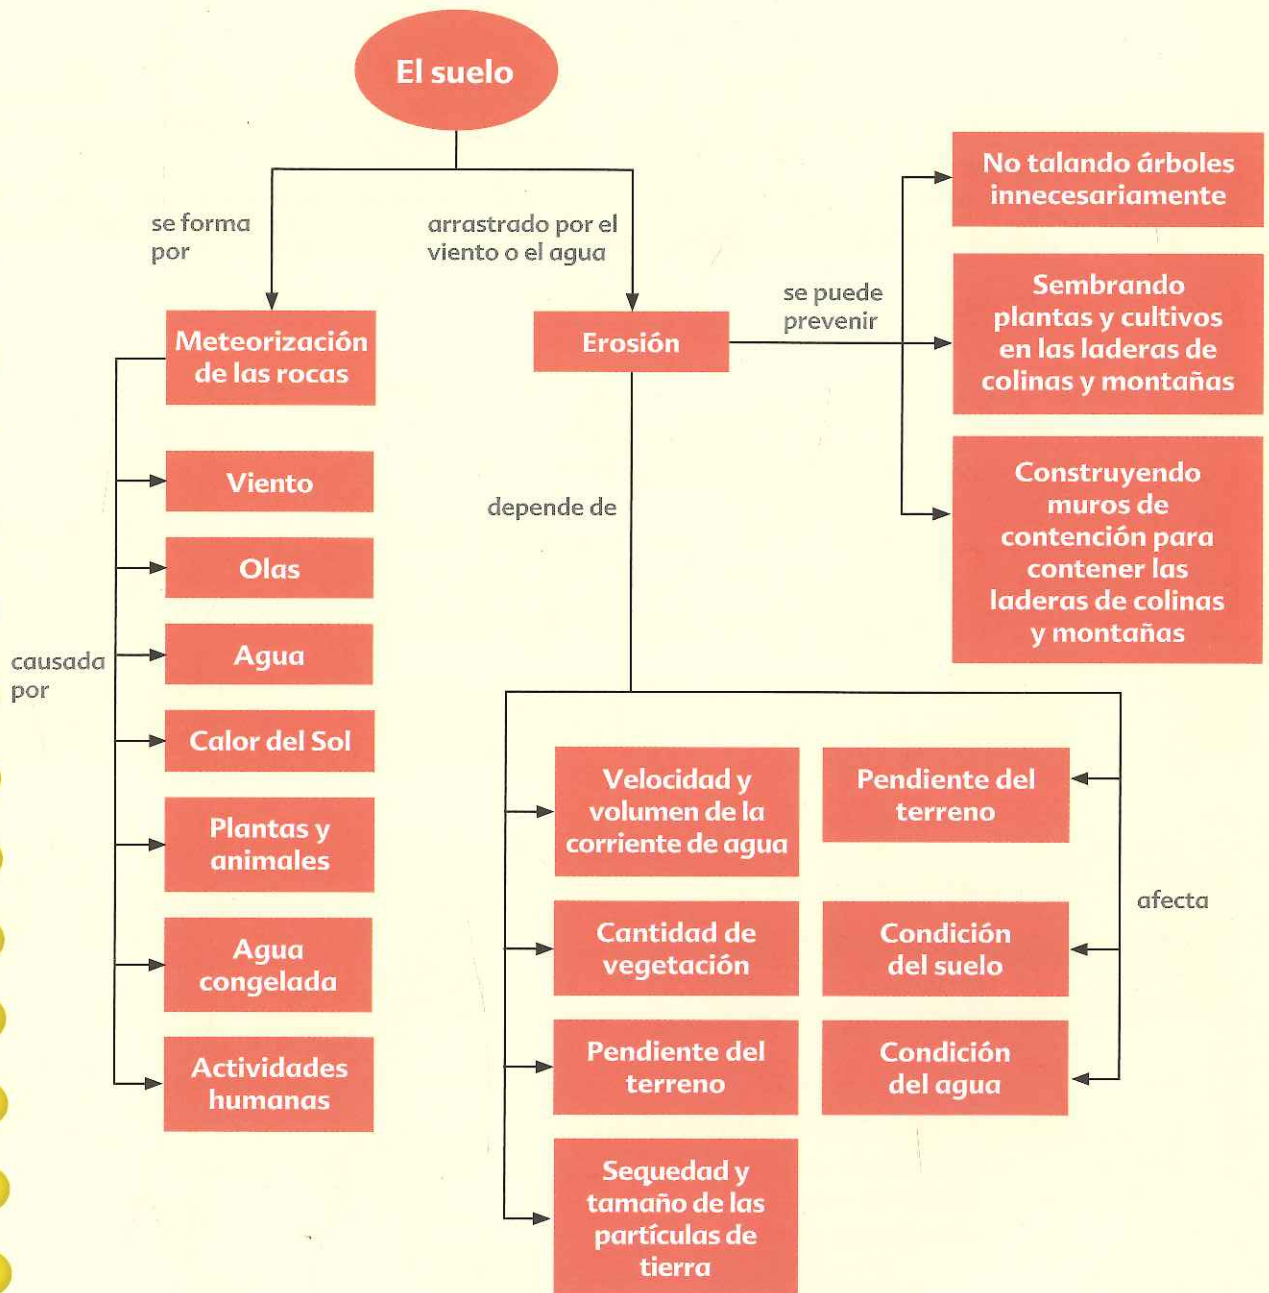 El suelo
se forma
por
arrastrado por el
viento o el agua
Meteorización
de las rocas
causada
por
Viento
Olas
Agua
Calor del Sol
Plantas y
animales
Agua
congelada
Actividades
humanas
Erosión
se puede
prevenir
No talando árboles
innecesariamente
Sembrando
plantas y cultivos
en las laderas de
colinas y montañas
Construyendo
muros de
contención para
contener las
laderas de colinas
y montañas
depende de
Velocidad y
volumen de la
corriente de agua
Cantidad de
vegetación
Pendiente del
terreno
Sequedad y
tamaño de las
partículas de
tierra
afecta
Pendiente del
terreno
Condición
del suelo
Condición
del agua